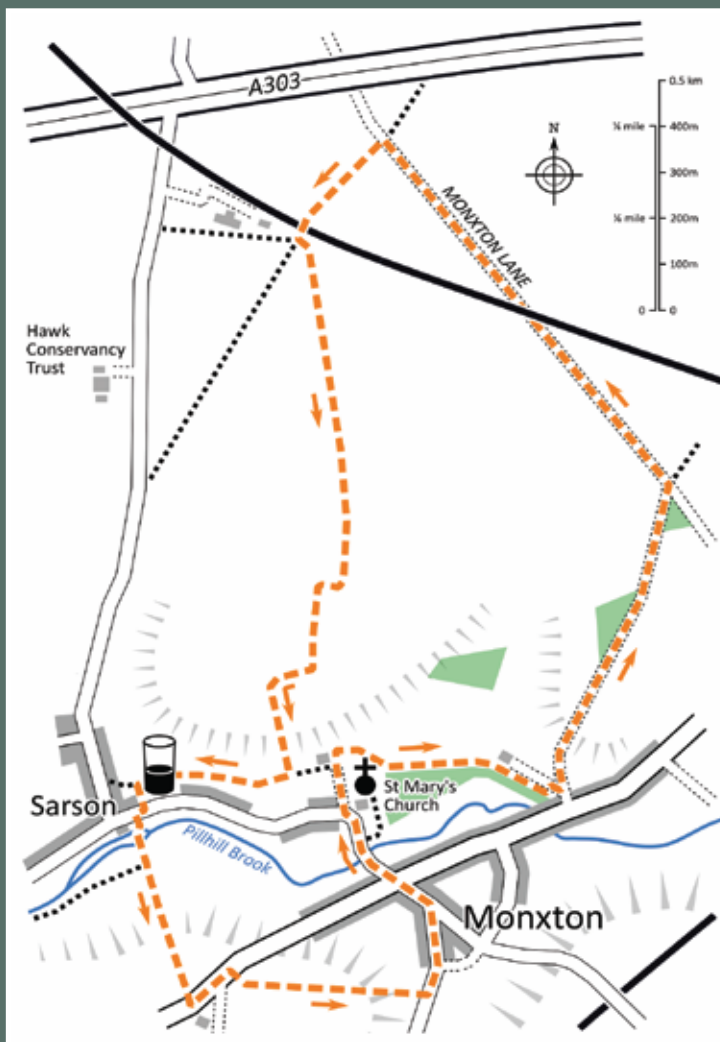 A303
N
0.5 km
¼ mile
400m
300m
⅛ mile
200m
100m
0
0
MONXTON LANE
Hawk
Conservancy
Trust
Sarson
St Mary's
Church
Pillhill Brook
Monxton